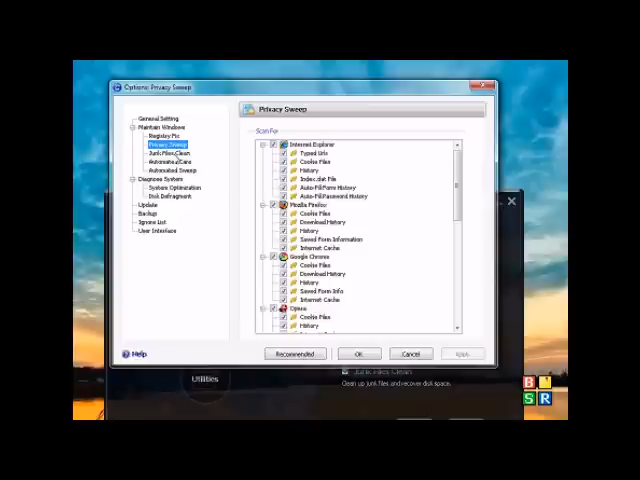 Options: Privacy Sweep
General Setting
Maintain Windows
Registry Fix
Privacy Sweep
Junk Files Clean
Automated Care
Automated Sweep
Diagnose System
System Optimization
Disk Defragment
Update
Backup
Ignore List
User Interface
Privacy Sweep
Scan For
Internet Explorer
Typed Urls
Cookie Files
History
Index.dat File
Auto-Fill Form History
Auto-Fill Password History
Mozilla Firefox
Cookie Files
Download History
History
Saved Form Information
Internet Cache
Google Chrome
Cookie Files
Download History
History
Saved Form Info
Internet Cache
Opera
Cookie Files
History
Help
Recommended
OK
Cancel
Apply
Utilities
Junk Files Clean
Clean up junk files and recover disk space.
B
S R